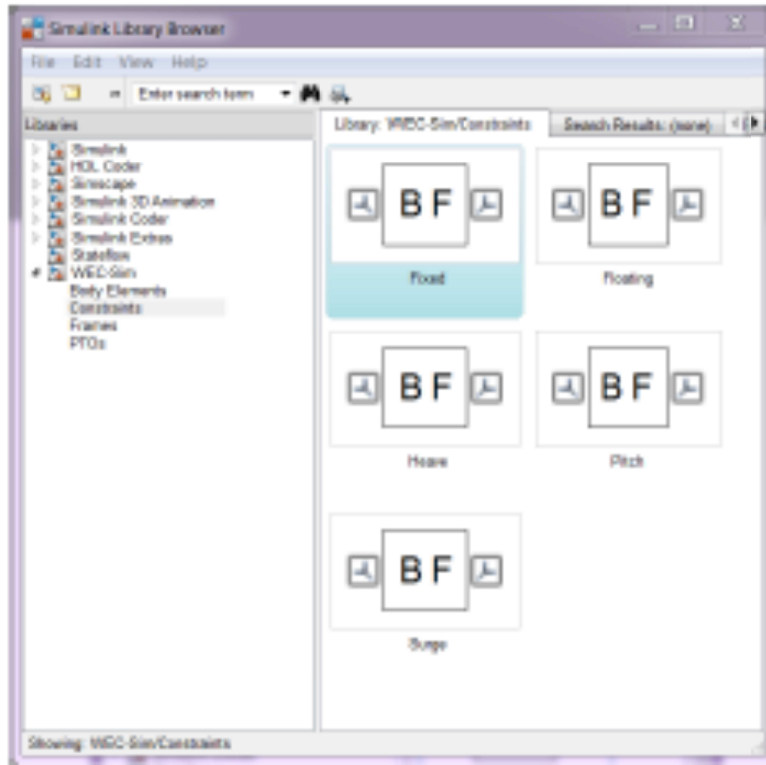 Simulink Library Browser
File Edit View Help
Enter search term
Libraries
Simulink
HDL Coder
Simscape
Simulink 3D Animation
Simulink Coder
Simulink Extras
Stateflow
WEC-Sim
Body Elements
Constraints
Frames
PTOs
Library: WEC-Sim/Constraints
Search Results: (none)
B F
Fixed
B F
Floating
B F
Heave
B F
Pitch
B F
Surge
Showing: WEC-Sim/Constraints